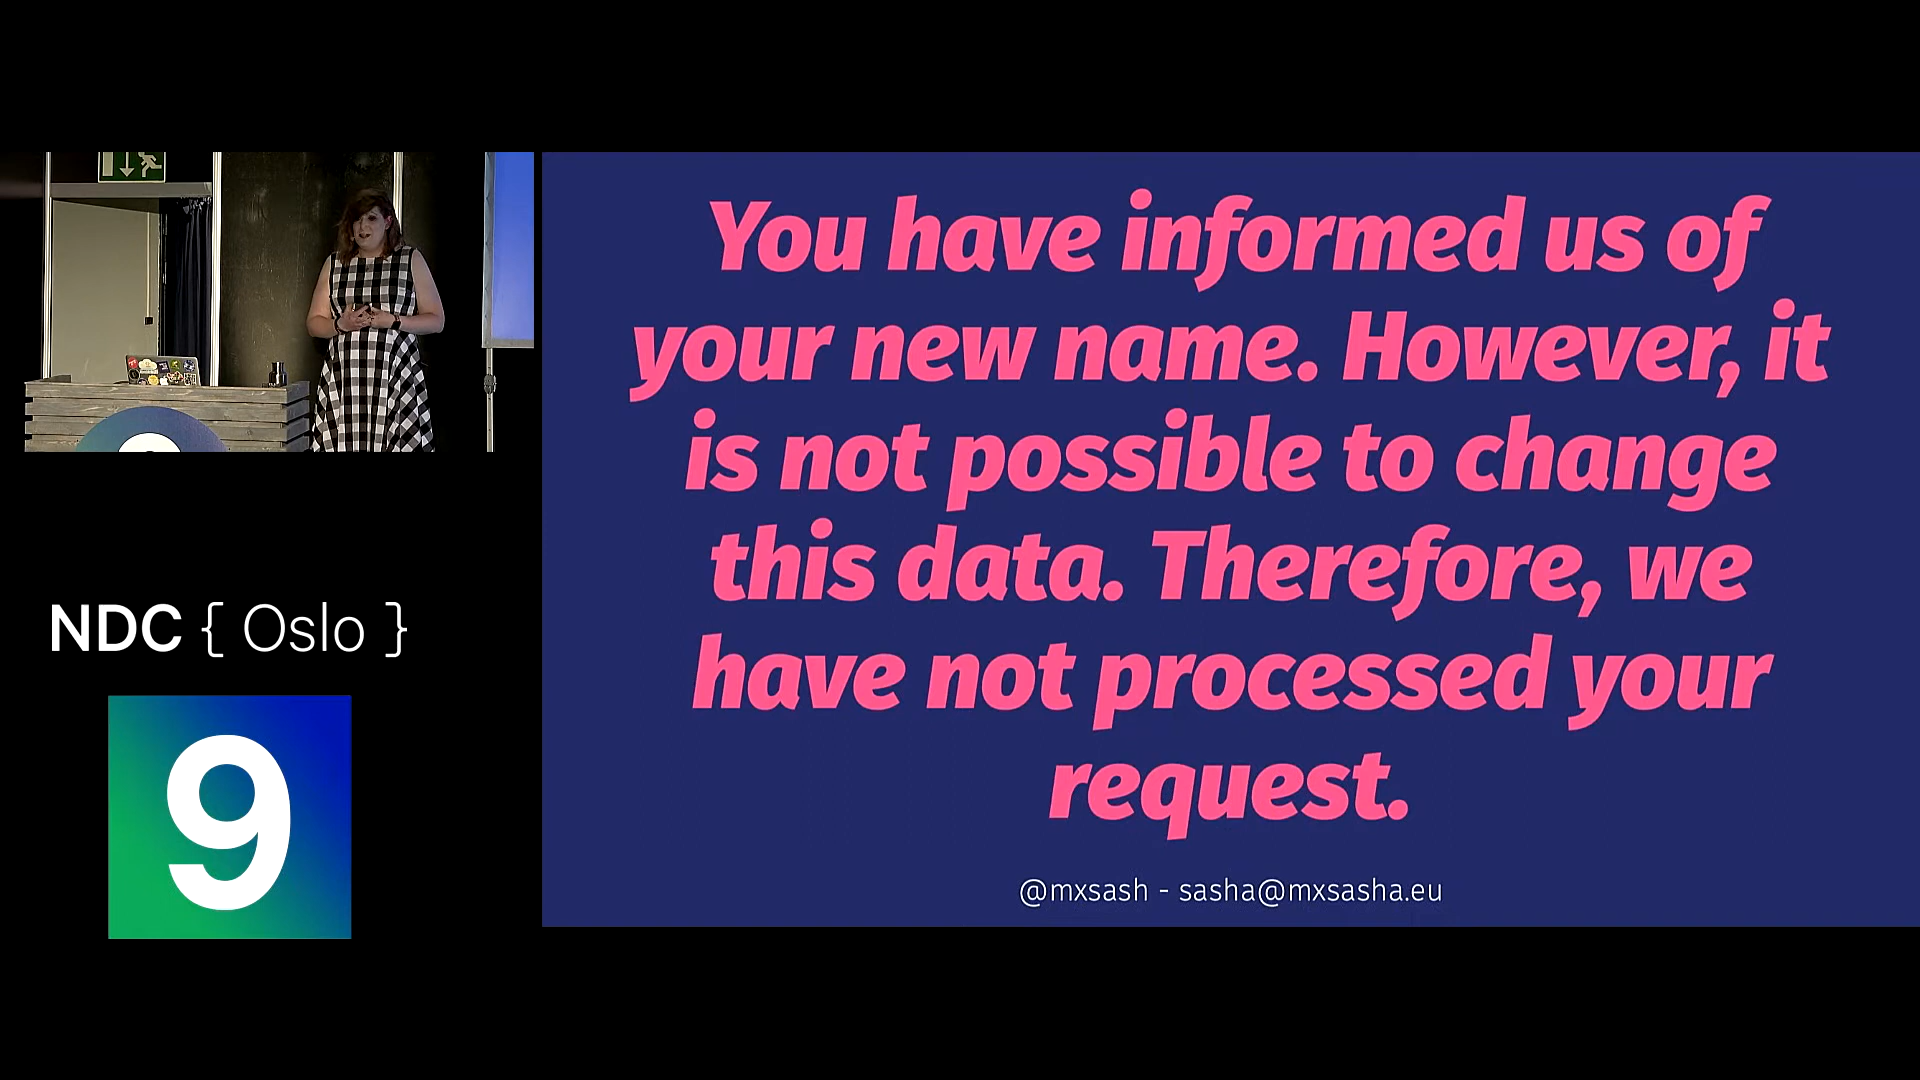 You have informed us of
your new name. However, it
is not possible to change
this data. Therefore, we
have not processed your
request.
@mxsash - sasha@mxsasha.eu
NDC { Oslo }
9